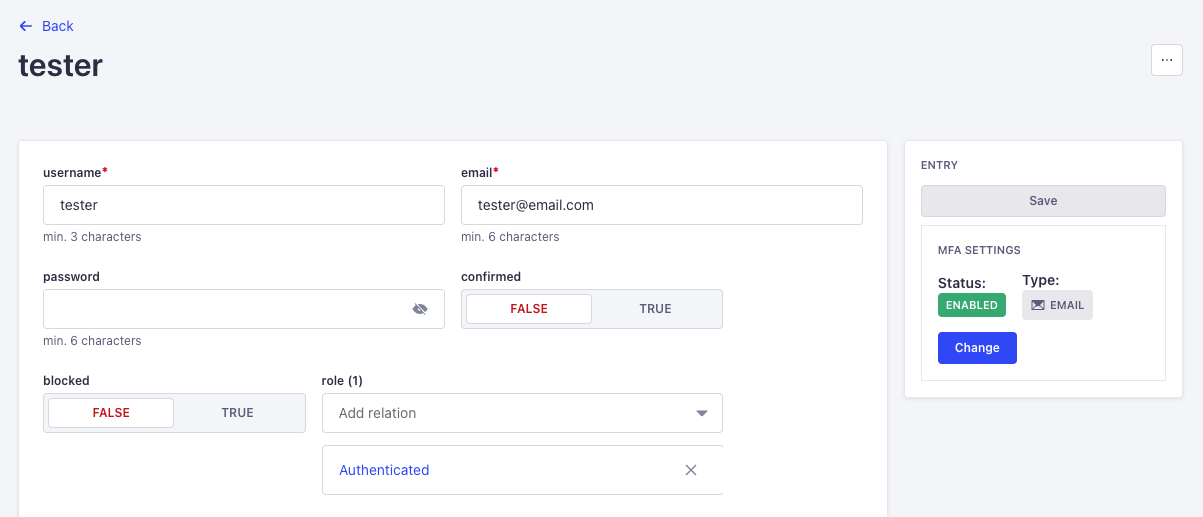 Back
tester
...
username*
tester
min. 3 characters
email*
tester@email.com
min. 6 characters
password
min. 6 characters
confirmed
FALSE TRUE
blocked
FALSE TRUE
role (1)
Add relation
Authenticated
ENTRY
Save
MFA SETTINGS
Status: Type:
ENABLED EMAIL
Change